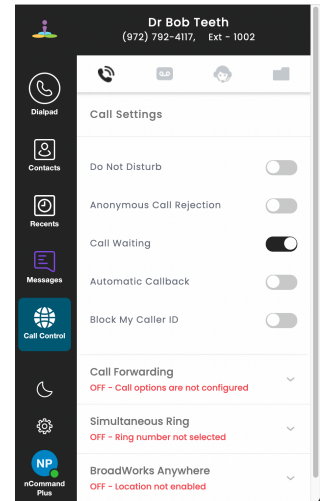 Dr Bob Teeth
(972) 792-4117, Ext - 1002
Dialpad
Contacts
Recents
Messages
Call Control
NP
nCommand
Plus
Call Settings
Do Not Disturb
Anonymous Call Rejection
Call Waiting
Automatic Callback
Block My Caller ID
Call Forwarding
OFF - Call options are not configured
Simultaneous Ring
OFF - Ring number not selected
BroadWorks Anywhere
OFF - Location not enabled